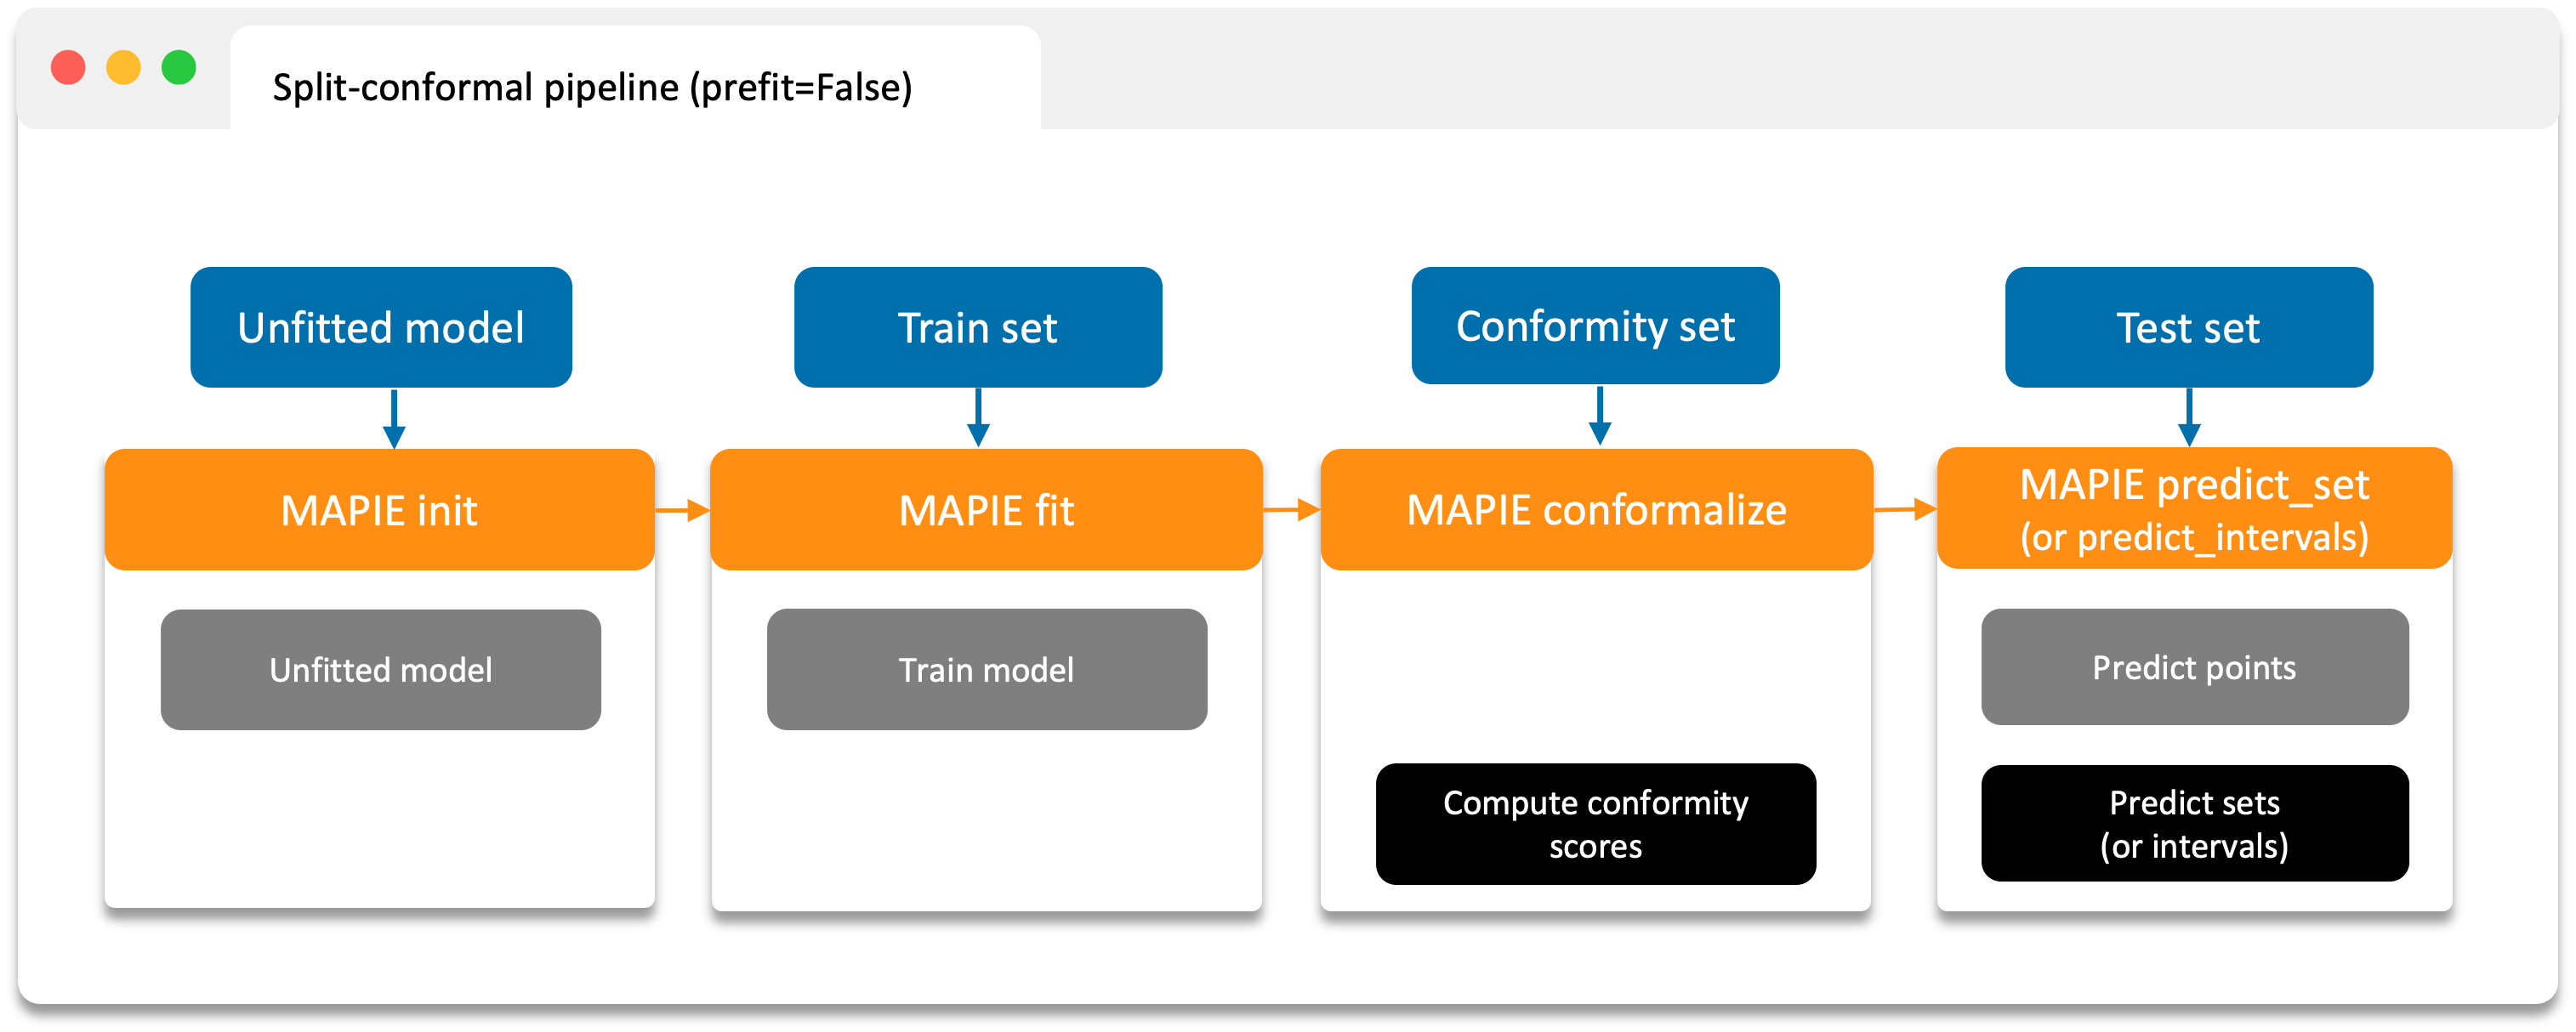 Split-conformal pipeline (prefit=False)
Unfitted model
Train set
Conformity set
Test set
MAPIE init
MAPIE fit
MAPIE conformalize
MAPIE predict_set
(or predict_intervals)
Unfitted model
Train model
Predict points
Compute conformity
scores
Predict sets
(or intervals)